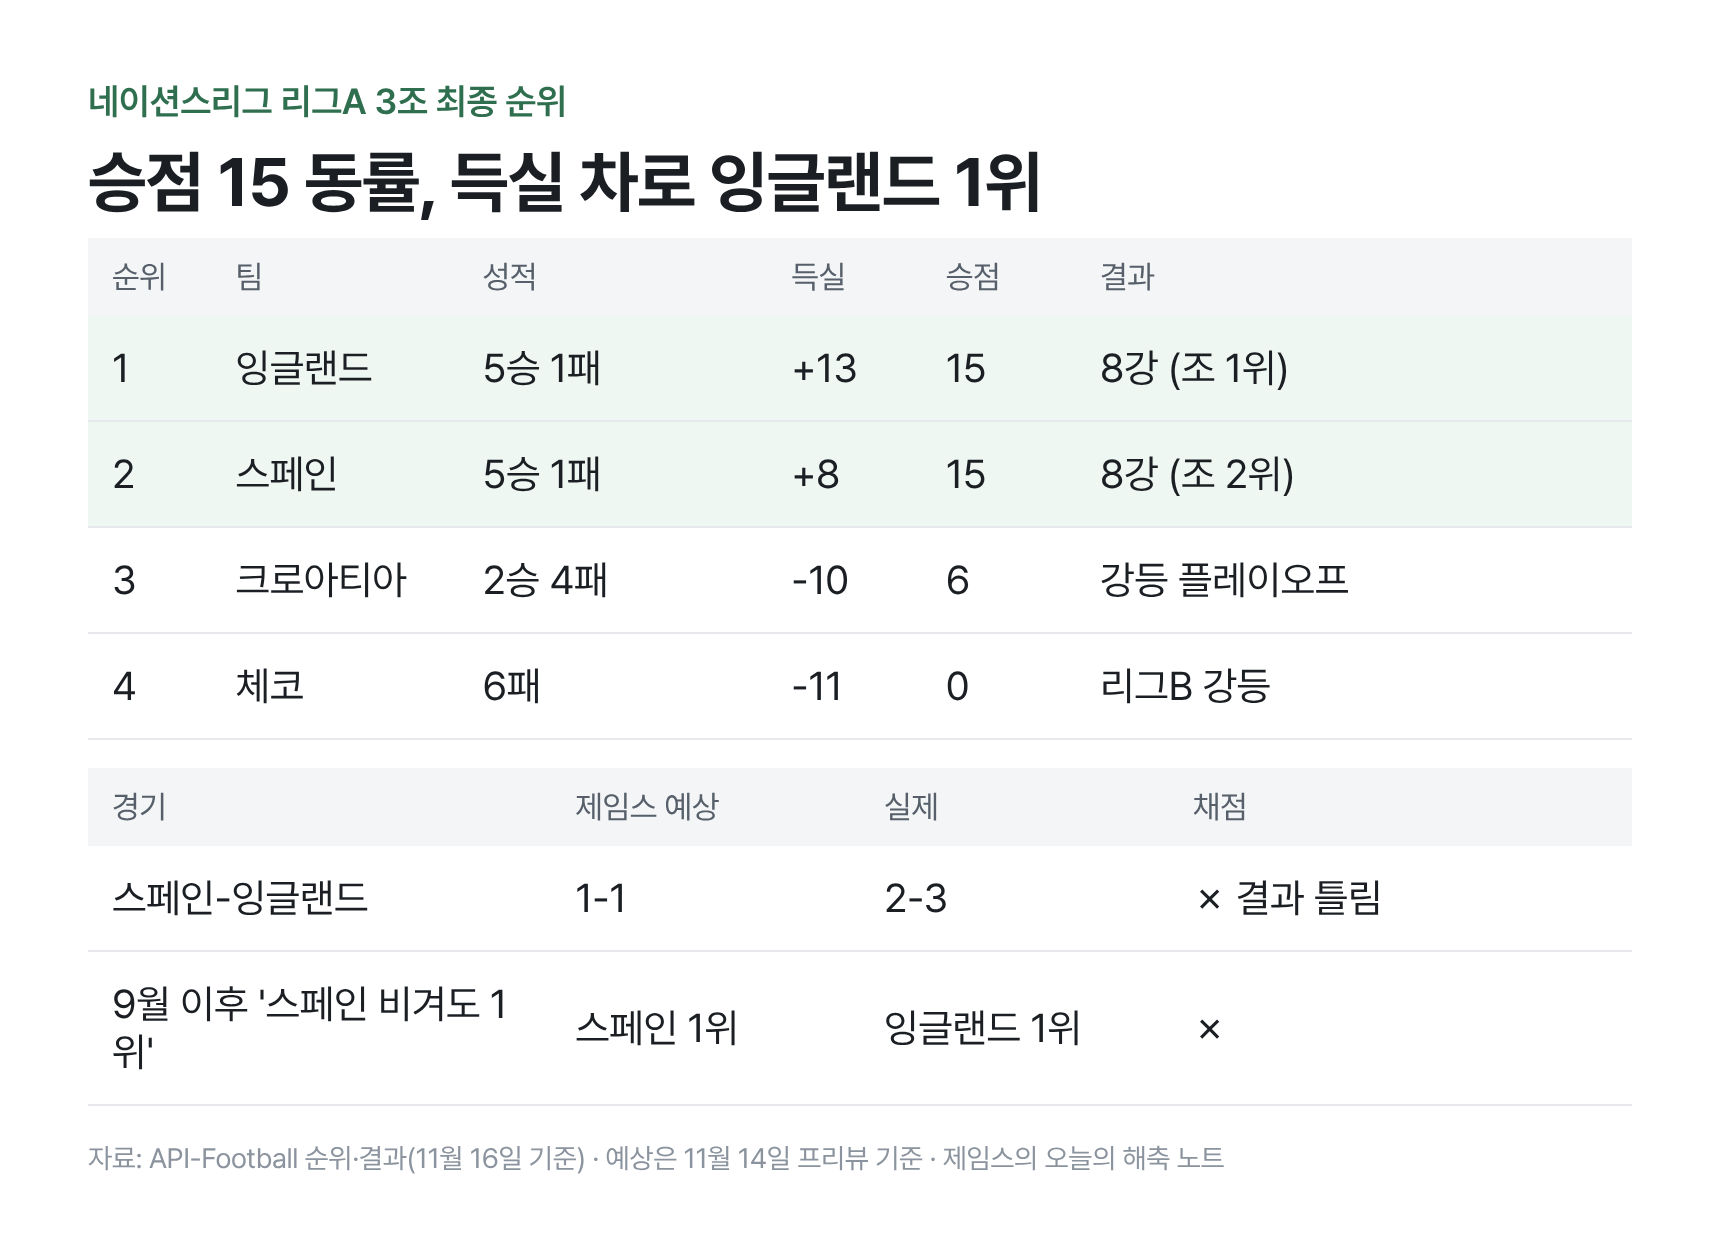 네이션스리그 리그A 3조 최종 순위
승점 15 동률, 득실 차로 잉글랜드 1위
순위 팀 성적 득실 승점 결과
1 잉글랜드 5승 1패 +13 15 8강 (조 1위)
2 스페인 5승 1패 +8 15 8강 (조 2위)
3 크로아티아 2승 4패 -10 6 강등 플레이오프
4 체코 6패 -11 0 리그B 강등
경기 제임스 예상 실제 채점
스페인-잉글랜드 1-1 2-3 × 결과 틀림
9월 이후 '스페인 비겨도 1
위' 스페인 1위 잉글랜드 1위 ×
자료: API-Football 순위·결과(11월 16일 기준) · 예상은 11월 14일 프리뷰 기준 · 제임스의 오늘의 해축 노트